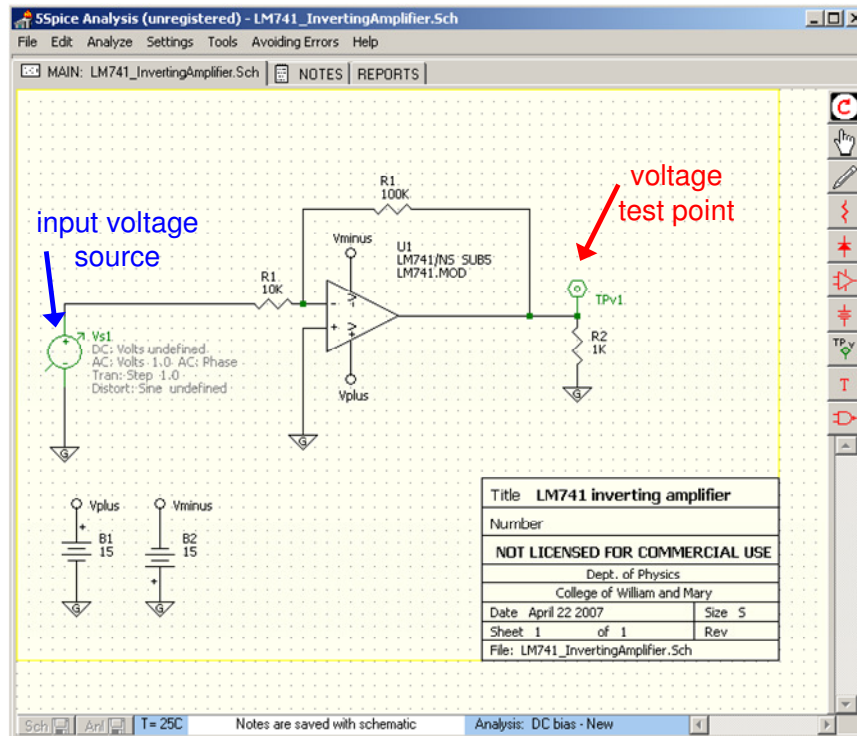 5Spice Analysis (unregistered) - LM741_InvertingAmplifier.Sch
File Edit Analyze Settings Tools Avoiding Errors Help
MAIN: LM741_InvertingAmplifier.Sch NOTES REPORTS
input voltage
source
voltage
test point
R1
100K
Vminus
U1
LM741/NS SUB5
LM741.MOD
R1
10K
V-
V+
Vplus
TPv1
R2
1K
G
Vs1
DC: Volts undefined
AC: Volts 1.0 AC: Phase
Tran: Step 1.0
Distort: Sine undefined
G
G
Vplus
B1
15
G
Vminus
B2
15
G
Title LM741 inverting amplifier
Number
NOT LICENSED FOR COMMERCIAL USE
Dept. of Physics
College of William and Mary
Date April 22 2007 Size S
Sheet 1 of 1 Rev
File: LM741_InvertingAmplifier.Sch
C
TP v
T
Sch Anl T= 25C Notes are saved with schematic Analysis: DC bias - New